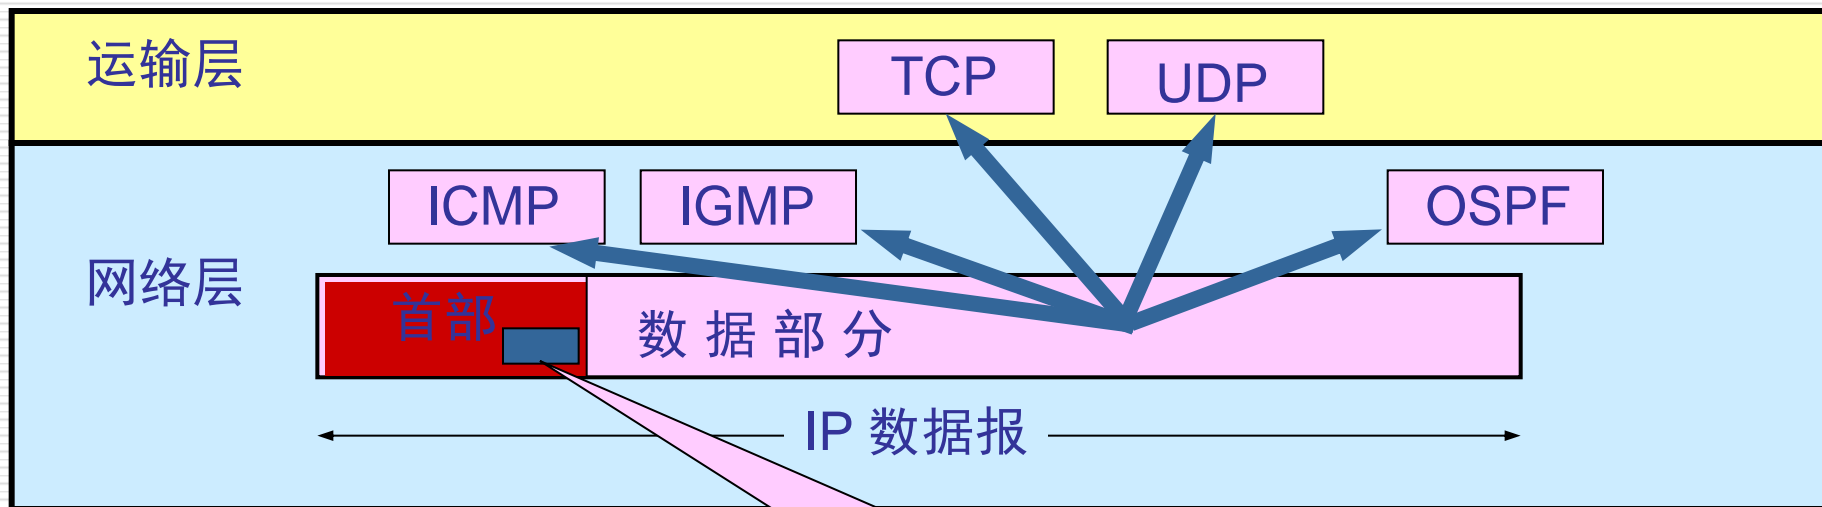 运输层
TCP
UDP
ICMP
IGMP
OSPF
网络层
首部
数据部分
IP 数据报